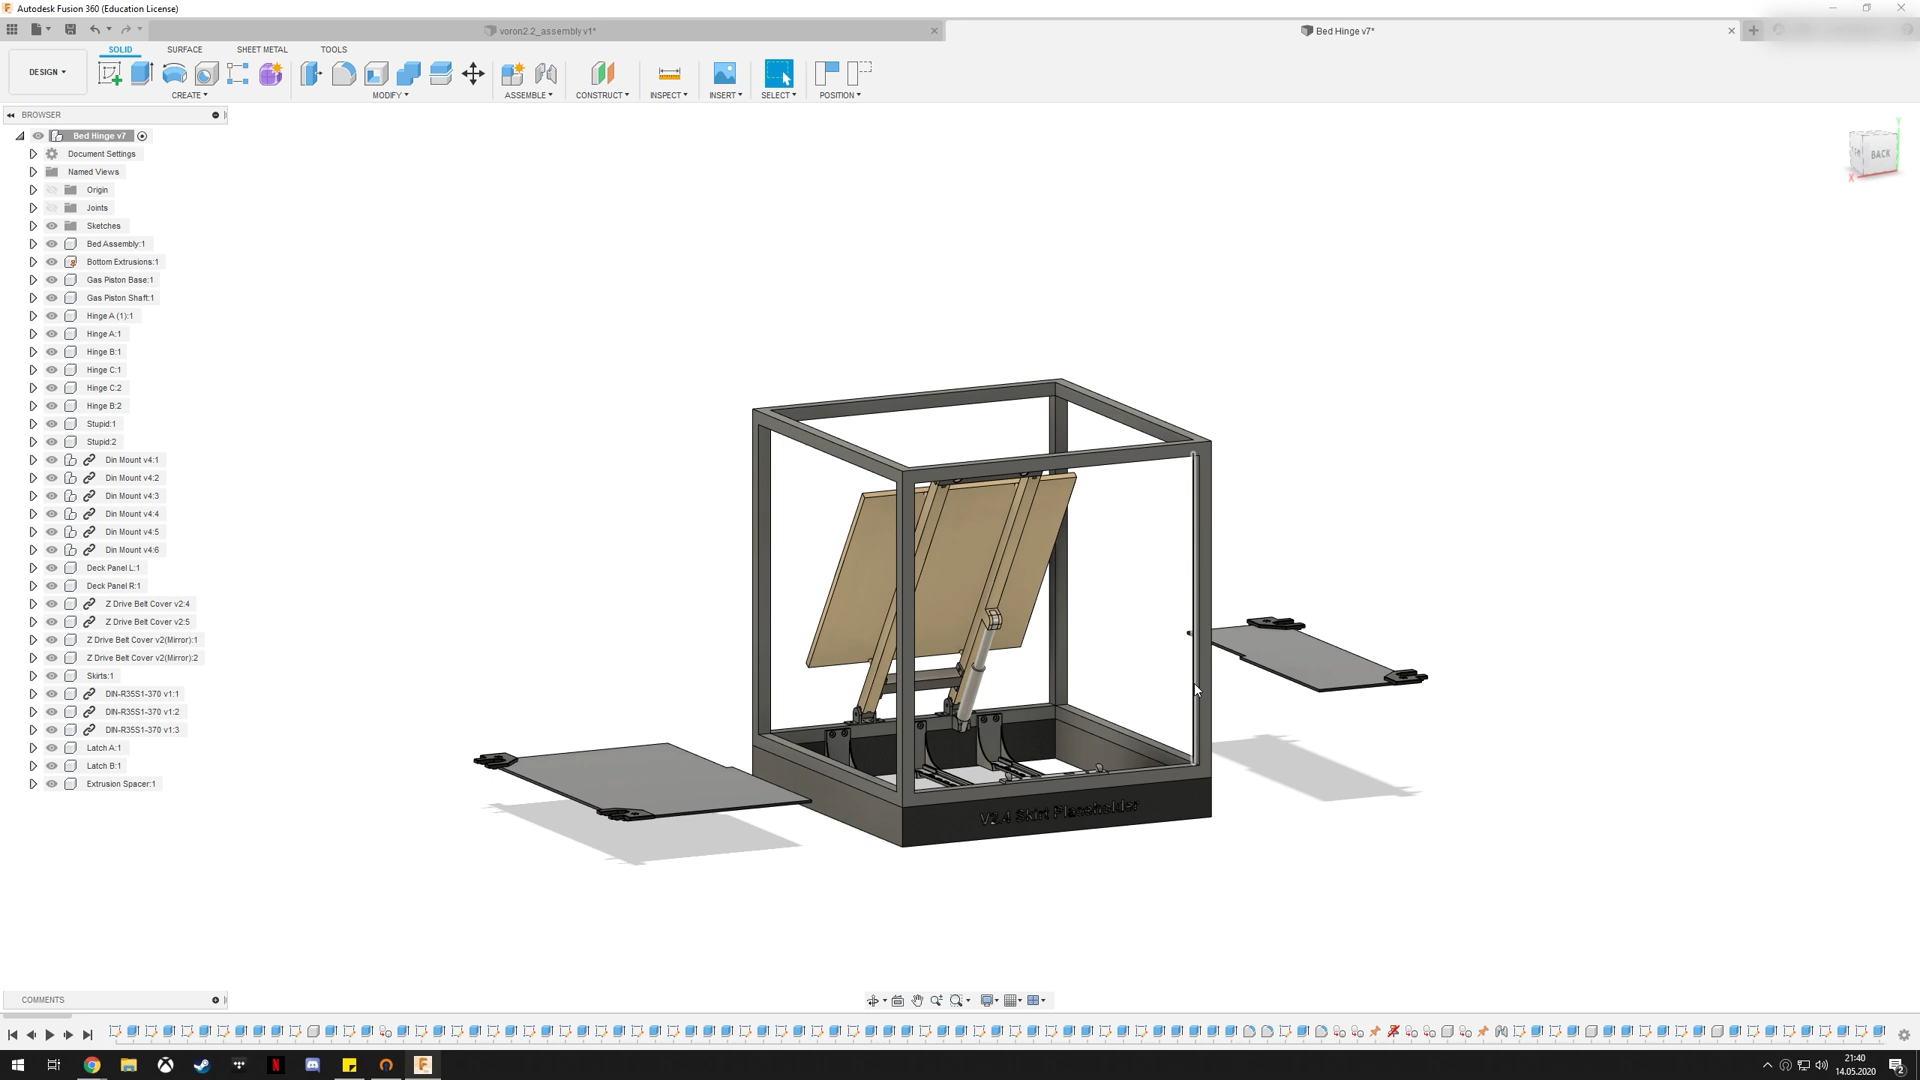 Autodesk Fusion 360 (Education License)
voron2.2_assembly v1*
Bed Hinge v7*
DESIGN
SOLID
SURFACE
SHEET METAL
TOOLS
CREATE
MODIFY
ASSEMBLE
CONSTRUCT
INSPECT
INSERT
SELECT
POSITION
BROWSER
Bed Hinge v7
Document Settings
Named Views
Origin
Joints
Sketches
Bed Assembly:1
Bottom Extrusions:1
Gas Piston Base:1
Gas Piston Shaft:1
Hinge A (1):1
Hinge A:1
Hinge B:1
Hinge C:1
Hinge C:2
Hinge B:2
Stupid:1
Stupid:2
Din Mount v4:1
Din Mount v4:2
Din Mount v4:3
Din Mount v4:4
Din Mount v4:5
Din Mount v4:6
Deck Panel L:1
Deck Panel R:1
Z Drive Belt Cover v2:4
Z Drive Belt Cover v2:5
Z Drive Belt Cover v2(Mirror):1
Z Drive Belt Cover v2(Mirror):2
Skirts:1
DIN-R35S1-370 v1:1
DIN-R35S1-370 v1:2
DIN-R35S1-370 v1:3
Latch A:1
Latch B:1
Extrusion Spacer:1
BACK
Y
X
V2.4 Skirt Placeholder
COMMENTS
21:40
14.05.2020
2